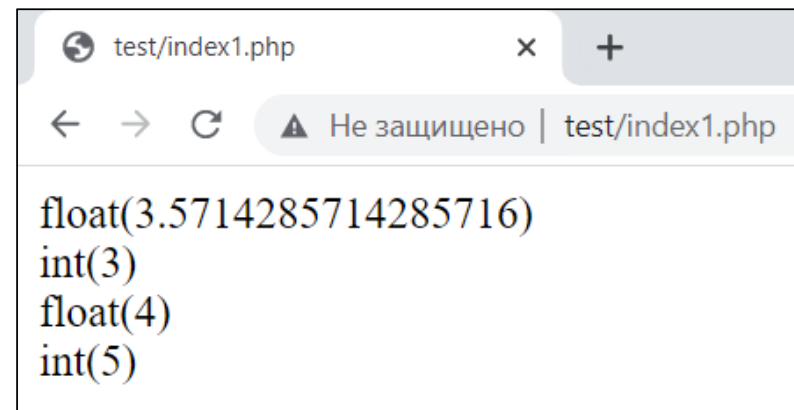 test/index1.php
Не защищено | test/index1.php
float(3.5714285714285716)
int(3)
float(4)
int(5)